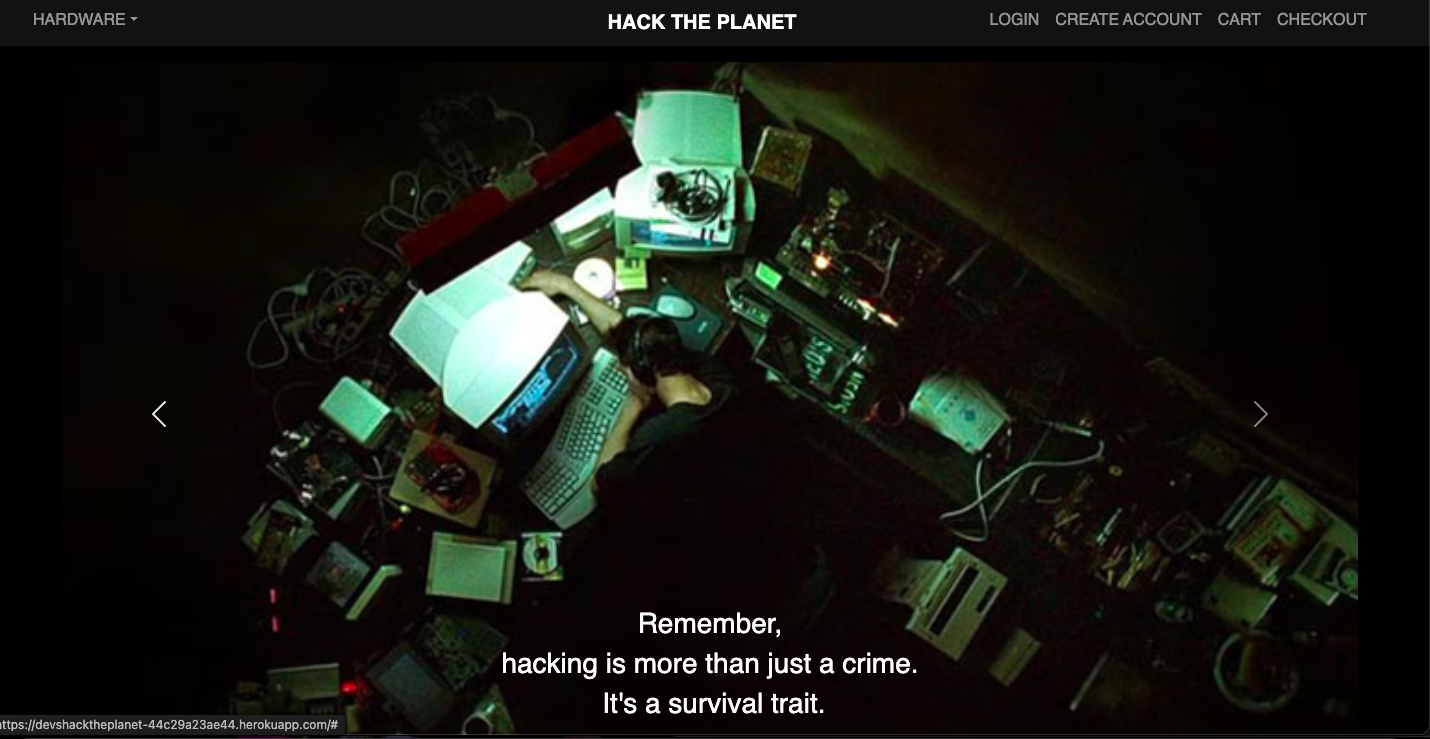 HARDWARE
HACK THE PLANET
LOGIN CREATE ACCOUNT CART CHECKOUT
Remember,
hacking is more than just a crime.
It's a survival trait.
ttps://devshacktheplanet-44c29a23ae44.herokuapp.com/#